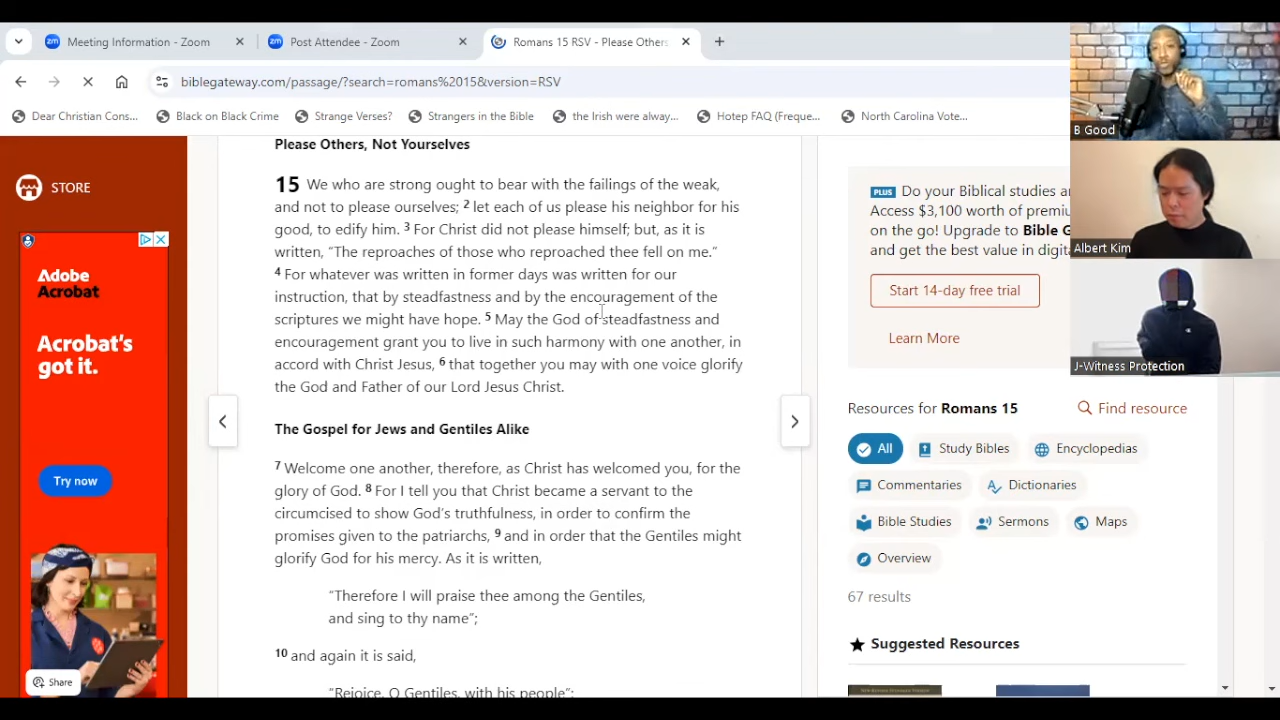 Meeting Information - Zoom
Post Attendee - Zoom
Romans 15 RSV - Please Others
biblegateway.com/passage/?search=romans%2015&version=RSV
Dear Christian Cons...
Black on Black Crime
Strange Verses?
Strangers in the Bible
the Irish were alway...
Hotep FAQ (Freque...
North Carolina Vote...
B Good
Albert Kim
J-Witness Protection
STORE
Adobe
Acrobat
Acrobat's
got it.
Try now
Share
Please Others, Not Yourselves
15 We who are strong ought to bear with the failings of the weak,
and not to please ourselves; 2 let each of us please his neighbor for his
good, to edify him. 3 For Christ did not please himself; but, as it is
written, “The reproaches of those who reproached thee fell on me.”
4 For whatever was written in former days was written for our
instruction, that by steadfastness and by the encouragement of the
scriptures we might have hope. 5 May the God of steadfastness and
encouragement grant you to live in such harmony with one another, in
accord with Christ Jesus, 6 that together you may with one voice glorify
the God and Father of our Lord Jesus Christ.
The Gospel for Jews and Gentiles Alike
7 Welcome one another, therefore, as Christ has welcomed you, for the
glory of God. 8 For I tell you that Christ became a servant to the
circumcised to show God's truthfulness, in order to confirm the
promises given to the patriarchs, 9 and in order that the Gentiles might
glorify God for his mercy. As it is written,
“Therefore I will praise thee among the Gentiles,
and sing to thy name”;
10 and again it is said,
“Rejoice, O Gentiles, with his people”;
PLUS Do your Biblical studies
Access $3,100 worth of
on the go! Upgrade to Bible
and get the best value in
Start 14-day free trial
Learn More
Resources for Romans 15
Find resource
All
Study Bibles
Encyclopedias
Commentaries
Dictionaries
Bible Studies
Sermons
Maps
Overview
67 results
Suggested Resources